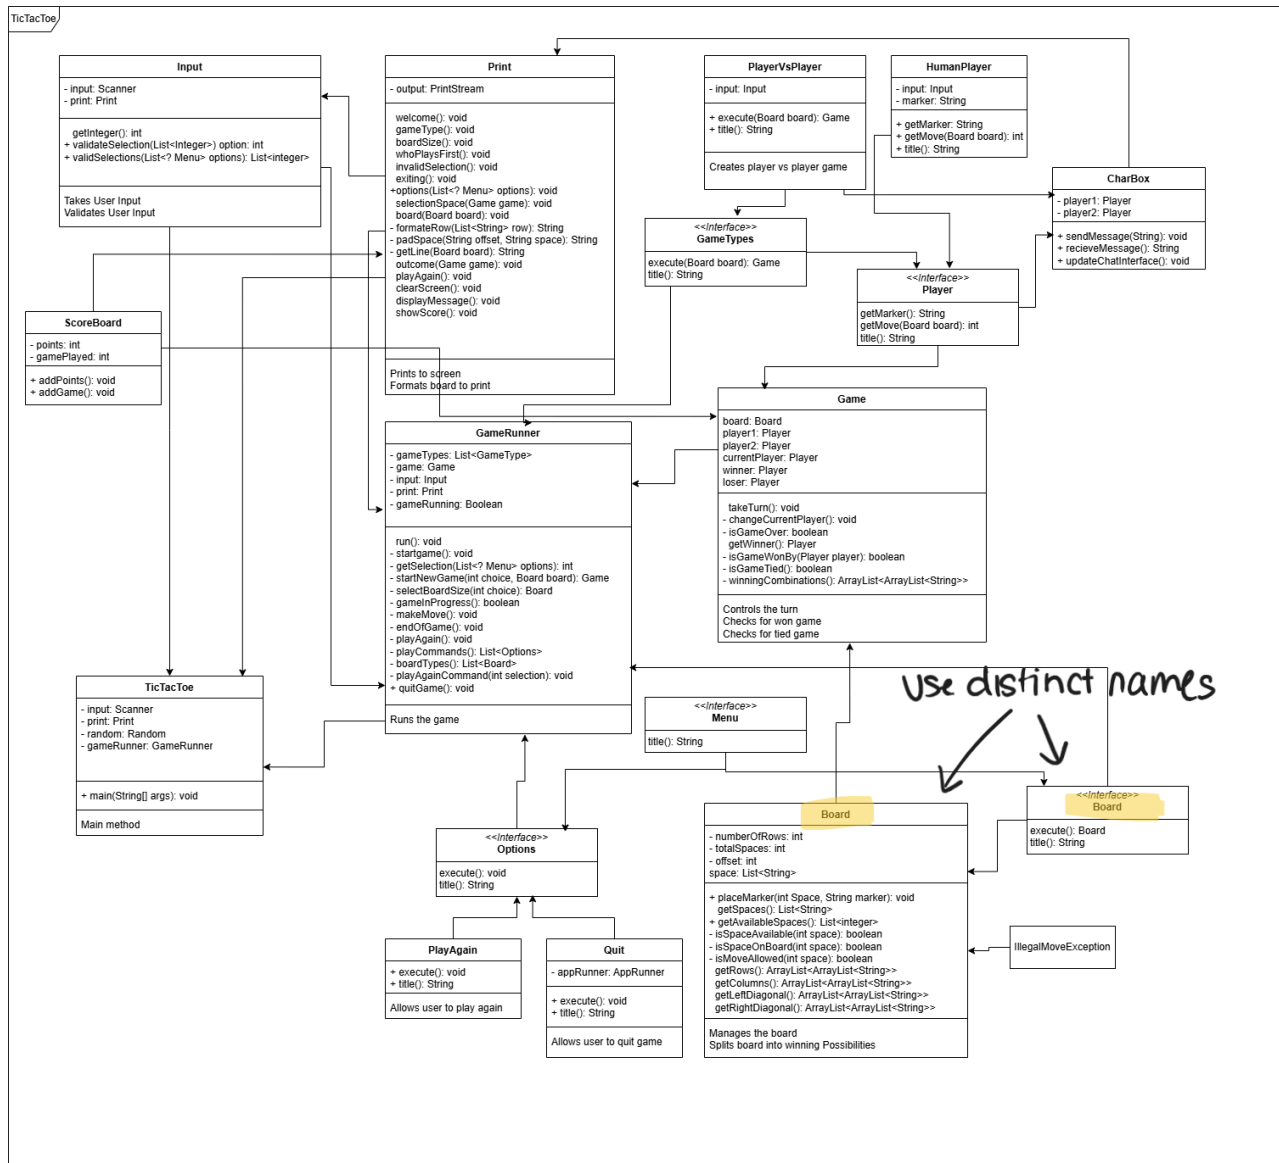 TicTacToe
Input
- input: Scanner
- print: Print
getInteger(): int
+ validateSelection(List<Integer>) option: int
+ validSelections(List<? Menu> options): List<integer>
Takes User Input
Validates User Input
Print
- output: PrintStream
welcome(): void
gameType(): void
boardSize(): void
whoPlaysFirst(): void
invalidSelection(): void
exiting(): void
+options(List<? Menu> options): void
selectionSpace(Game game): void
board(Board board): void
- formateRow(List<String> row): String
- padSpace(String offset, String space): String
- getLine(Board board): String
outcome(Game game): void
playAgain(): void
clearScreen(): void
displayMessage(): void
showScore(): void
Prints to screen
Formats board to print
PlayerVsPlayer
- input: Input
+ execute(Board board): Game
+ title(): String
Creates player vs player game
HumanPlayer
- input: Input
- marker: String
+ getMarker: String
+ getMove(Board board): int
+ title(): String
CharBox
- player1: Player
- player2: Player
+ sendMessage(String): void
+ recieveMessage(): String
+ updateChatInterface(): void
<<Interface>>
GameTypes
execute(Board board): Game
title(): String
<<Interface>>
Player
getMarker(): String
getMove(Board board): int
title(): String
ScoreBoard
- points: int
- gamePlayed: int
+ addPoints(): void
+ addGame(): void
GameRunner
- gameTypes: List<GameType>
- game: Game
- input: Input
- print: Print
- gameRunning: Boolean
run(): void
- startgame(): void
- getSelection(List<? Menu> options): int
- startNewGame(int choice, Board board): Game
- selectBoardSize(int choice): Board
- gameInProgress(): boolean
- makeMove(): void
- endOfGame(): void
- playAgain(): void
- playCommands(): List<Options>
- boardTypes(): List<Board>
- playAgainCommand(int selection): void
+ quitGame(): void
Runs the game
Game
board: Board
player1: Player
player2: Player
currentPlayer: Player
winner: Player
loser: Player
takeTurn(): void
- changeCurrentPlayer(): void
- isGameOver: boolean
getWinner(): Player
- isGameWonBy(Player player): boolean
- isGameTied(): boolean
- winningCombinations(): ArrayList<ArrayList<String>>
Controls the turn
Checks for won game
Checks for tied game
TicTacToe
- input: Scanner
- print: Print
- random: Random
- gameRunner: GameRunner
+ main(String[] args): void
Main method
<<Interface>>
Menu
title(): String
use distinct names
<<Interface>>
Options
execute(): void
title(): String
Board
- numberOfRows: int
- totalSpaces: int
- offset: int
space: List<String>
+ placeMarker(int Space, String marker): void
getSpaces(): List<String>
+ getAvailableSpaces(): List<integer>
- isSpaceAvailable(int space): boolean
- isSpaceOnBoard(int space): boolean
- isMoveAllowed(int space): boolean
getRows(): ArrayList<ArrayList<String>>
getColumns(): ArrayList<ArrayList<String>>
getLeftDiagonal(): ArrayList<ArrayList<String>>
getRightDiagonal(): ArrayList<ArrayList<String>>
Manages the board
Splits board into winning Possibilities
<<Interface>>
Board
execute(): Board
title(): String
IllegalMoveException
PlayAgain
+ execute(): void
+ title(): String
Allows user to play again
Quit
- appRunner: AppRunner
+ execute(): void
+ title(): String
Allows user to quit game